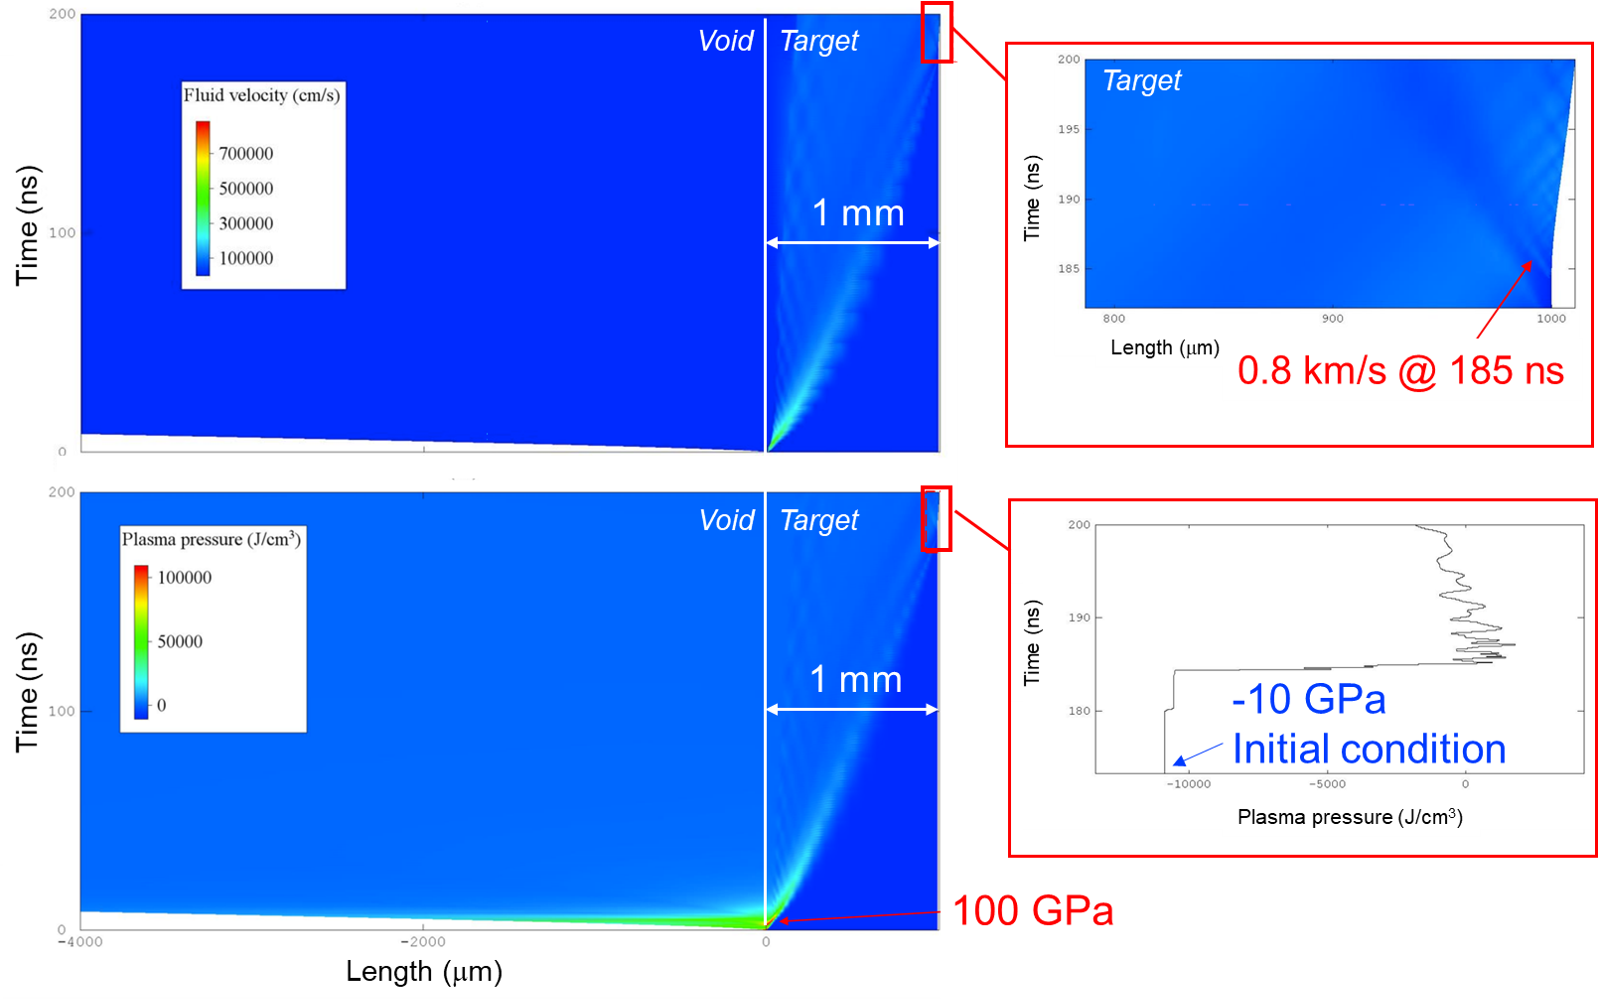 200
Void
Target
Fluid velocity (cm/s)
700000
500000
300000
100000
1 mm
100
0
Time (ns)
Target
200
195
190
185
Time (ns)
800
900
1000
Length (μm)
0.8 km/s @ 185 ns
200
Void
Target
Plasma pressure (J/cm³)
100000
50000
0
1 mm
100
0
Time (ns)
−4000
−2000
0
Length (μm)
100 GPa
200
190
180
Time (ns)
-10 GPa
Initial condition
−10000
−5000
0
Plasma pressure (J/cm³)